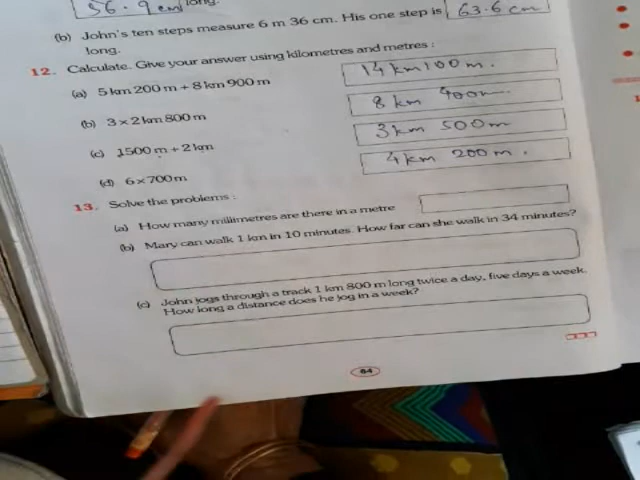 56.9 cm long.
(b) John's ten steps measure 6 m 36 cm. His one step is 63.6 cm
long.
12. Calculate. Give your answer using kilometres and metres :
(a) 5 km 200 m + 8 km 900 m 14 km 100 m.
(b) 3 × 2 km 800 m 8 km 400m.
(c) 1500 m + 2 km 3 km 500 m
(d) 6 × 700 m 4 km 200 m.
13. Solve the problems :
(a) How many millimetres are there in a metre
(b) Mary can walk 1 km in 10 minutes. How far can she walk in 34 minutes?
(c) John jogs through a track 1 km 800 m long twice a day, five days a week.
How long a distance does he jog in a week?
64